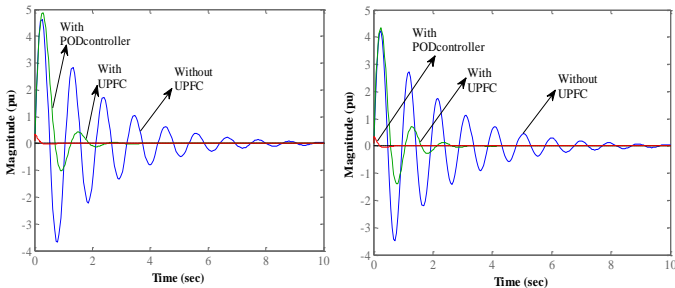 5
4
3
2
1
0
-1
-2
-3
-4
Magnitude (pu)
With
PODcontroller
With
UPFC
Without
UPFC
0
2
4
6
8
10
Time (sec)
5
4
3
2
1
0
-1
-2
-3
-4
Magnitude (pu)
With
PODcontroller
With
UPFC
Without
UPFC
0
2
4
6
8
10
Time (sec)